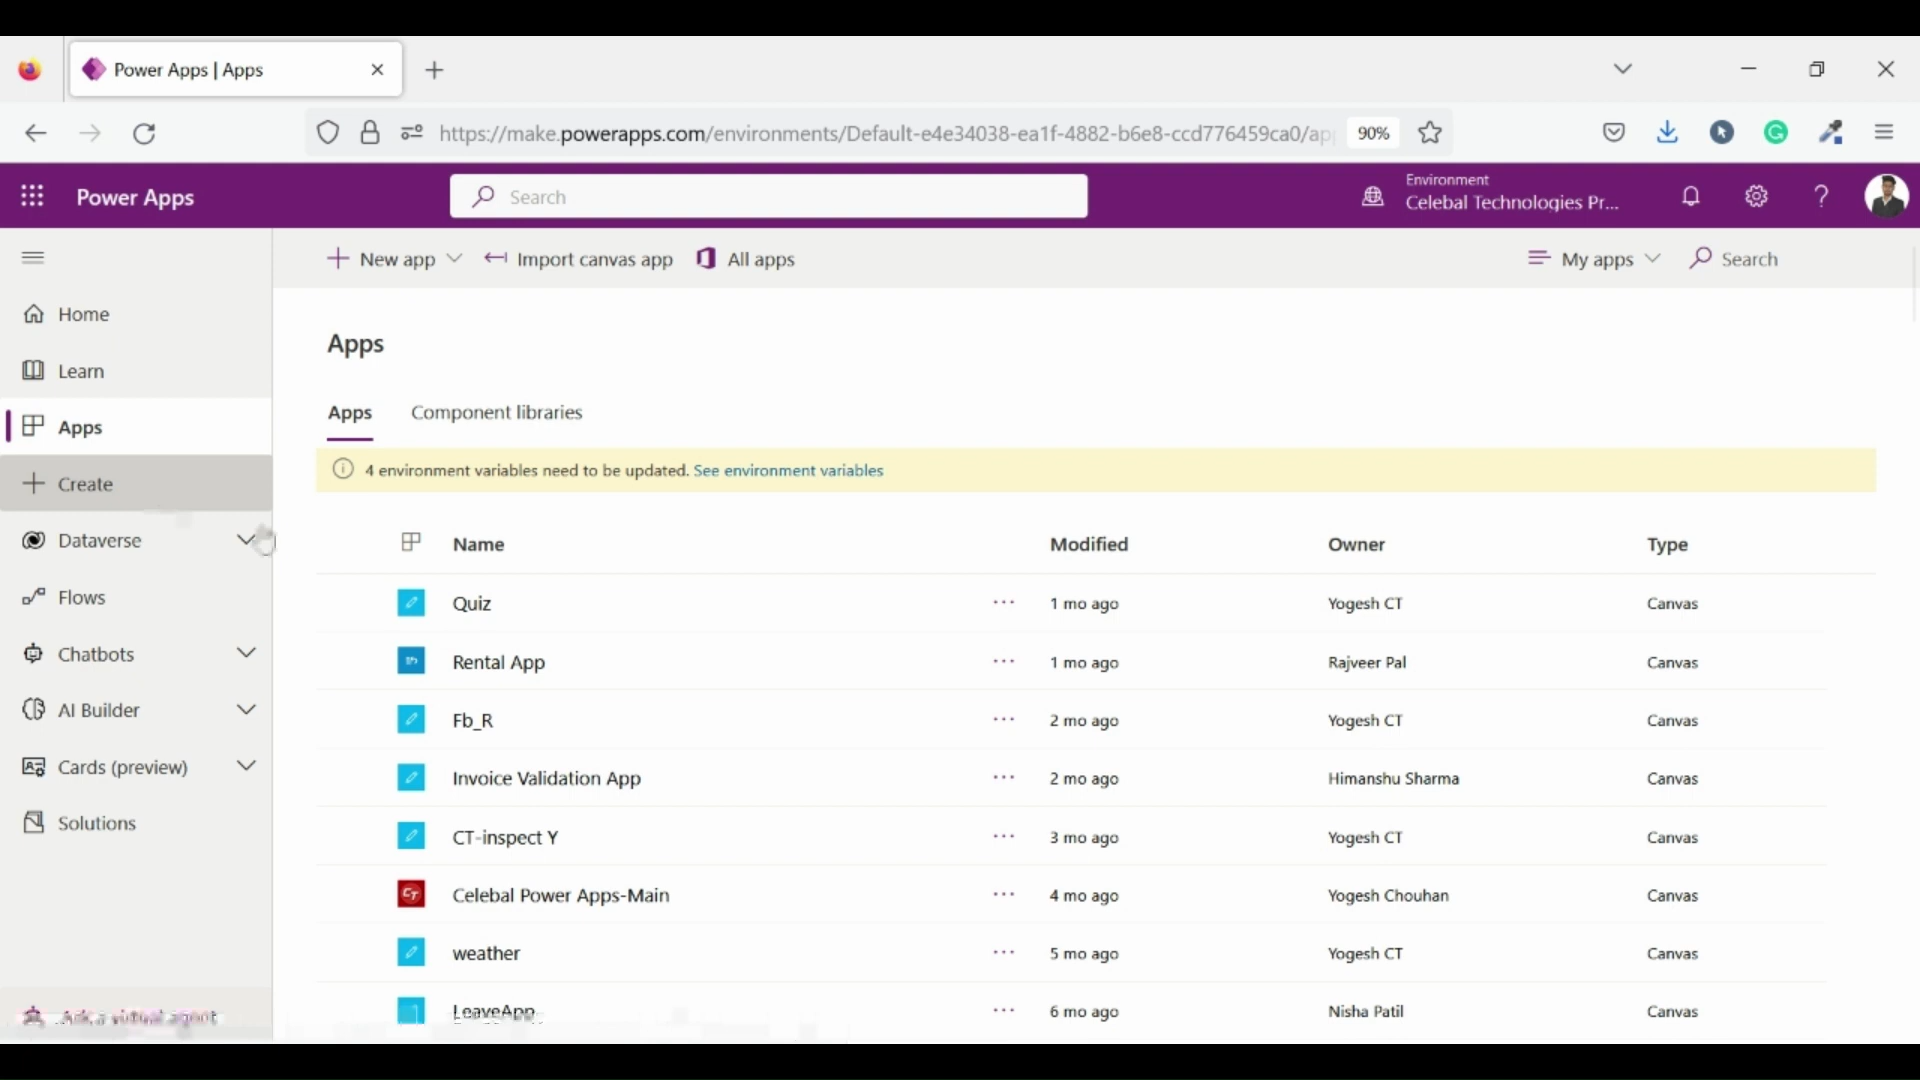 Power Apps | Apps
https://make.powerapps.com/environments/Default-e4e34038-ea1f-4882-b6e8-ccd776459ca0/ap
90%
Power Apps
Search
Environment
Celebal Technologies Pr...
New app
Import canvas app
All apps
My apps
Search
Home
Learn
Apps
Create
Dataverse
Flows
Chatbots
AI Builder
Cards (preview)
Solutions
Ask a virtual agent
Apps
Apps Component libraries
4 environment variables need to be updated. See environment variables
Name Modified Owner Type
Quiz ... 1 mo ago Yogesh CT Canvas
Rental App ... 1 mo ago Rajveer Pal Canvas
Fb_R ... 2 mo ago Yogesh CT Canvas
Invoice Validation App ... 2 mo ago Himanshu Sharma Canvas
CT-inspect Y ... 3 mo ago Yogesh CT Canvas
CT Celebal Power Apps-Main ... 4 mo ago Yogesh Chouhan Canvas
weather ... 5 mo ago Yogesh CT Canvas
LeaveApp ... 6 mo ago Nisha Patil Canvas